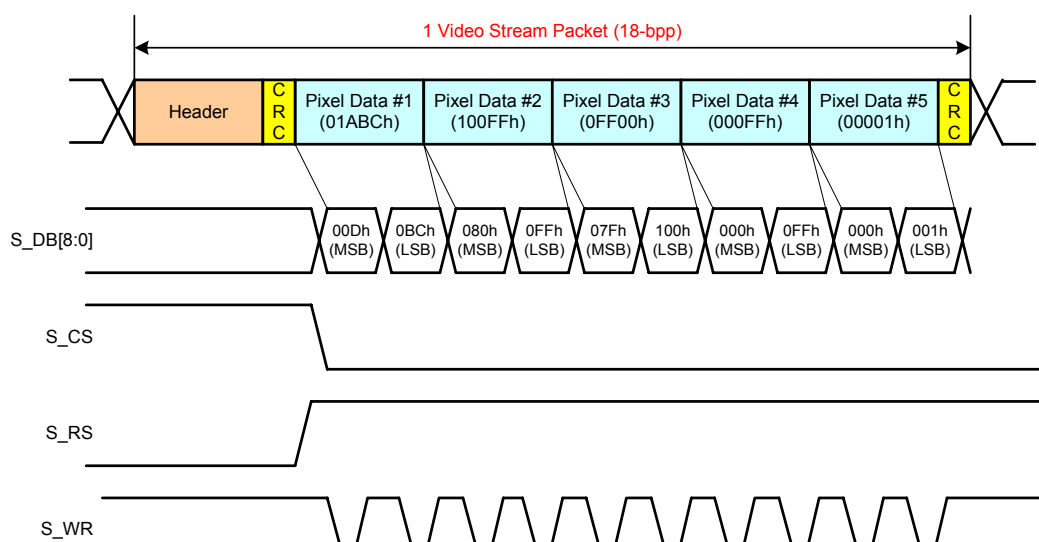 1 Video Stream Packet (18-bpp)
Header
CRC
Pixel Data #1
(01ABCh)
Pixel Data #2
(100FFh)
Pixel Data #3
(0FF00h)
Pixel Data #4
(000FFh)
Pixel Data #5
(00001h)
CRC
S_DB[8:0]
00Dh
(MSB)
0BCh
(LSB)
080h
(MSB)
0FFh
(LSB)
07Fh
(MSB)
100h
(LSB)
000h
(MSB)
0FFh
(LSB)
000h
(MSB)
001h
(LSB)
S_CS
S_RS
S_WR